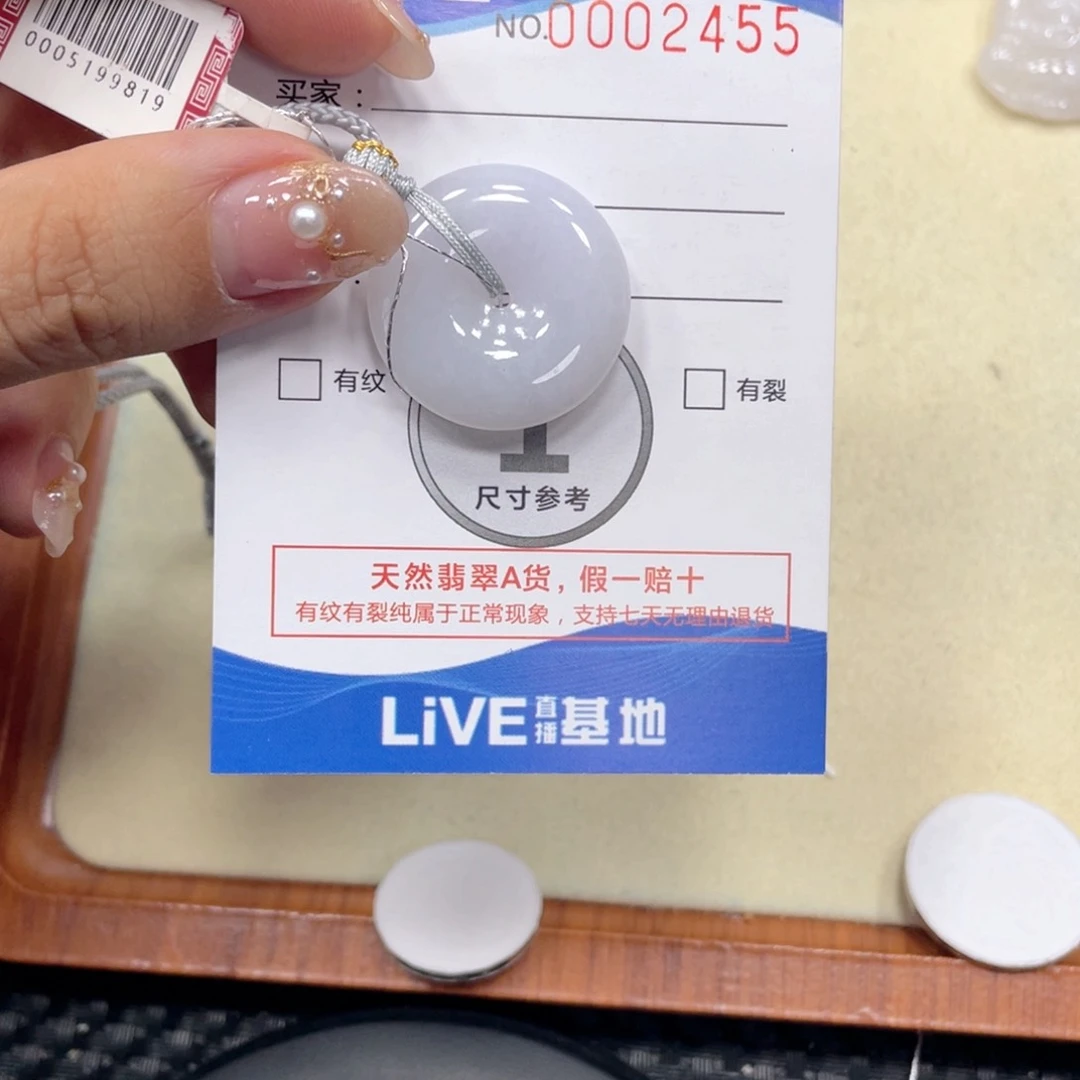 NO.0002455
0005199819
买家：
有纹
有裂
1
尺寸参考
天然翡翠A货，假一赔十
有纹有裂纯属于正常现象，支持七天无理由退货
LiVE直播基地